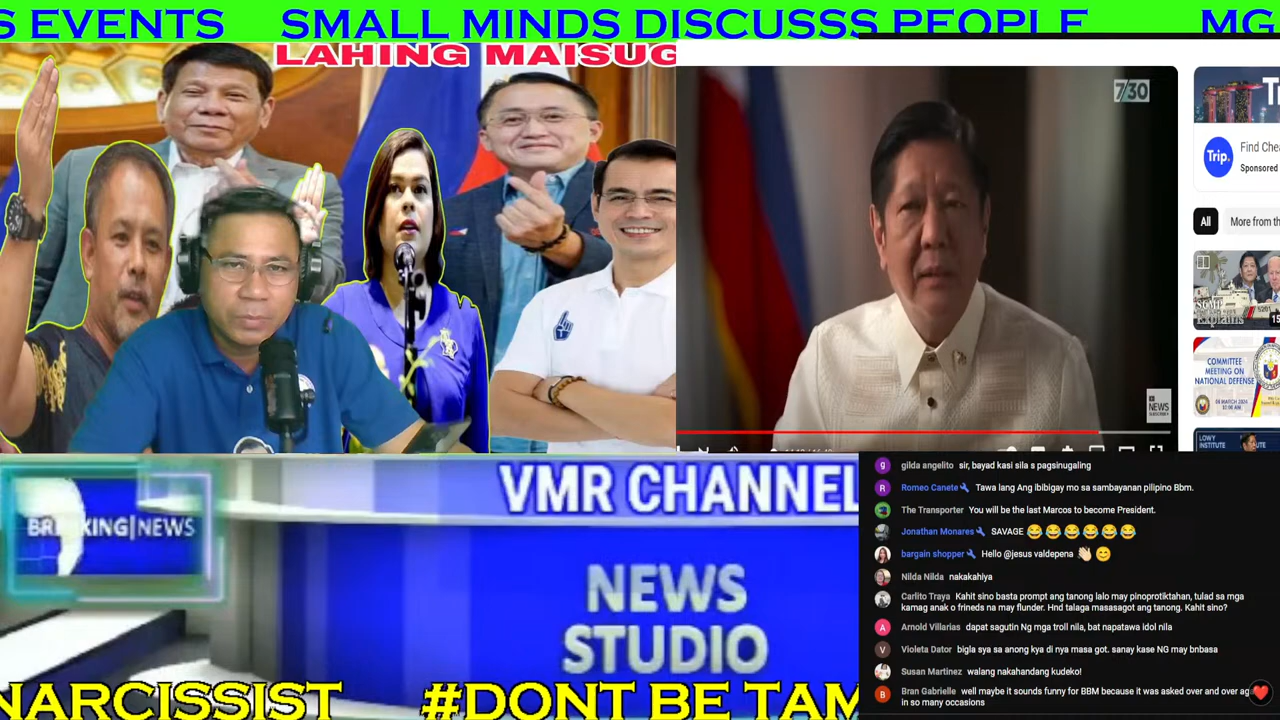 S EVENTS SMALL MINDS DISCUSSS PEOPLE MG
LAHING MAISUG
7/30
NEWS
Trip.
Find Chea
Sponsored
All
More from th
COMMITTEE
MEETING ON
NATIONAL DEFENSE
LOWY
INSTITUTE
BREAKING|NEWS
VMR CHANNEL
NEWS
STUDIO
NARCISSIST #DONT BE TAM
gilda angelito sir, bayad kasi sila s pagsinugaling
Romeo Canete Tawa lang Ang ibibigay mo sa sambayanan pilipino Bbm.
The Transporter You will be the last Marcos to become President.
Jonathan Monares SAVAGE 😂😂😂😂😂😂
bargain shopper Hello @jesus valdepena 👋🏻 😊
Nilda Nilda nakakahiya
Carlito Traya Kahit sino basta prompt ang tanong lalo may pinoprotiktahan, tulad sa mga
kamag anak o frineds na may flunder. Hnd talaga masasagot ang tanong. Kahit sino?
Arnold Villarias dapat sagutin Ng mga troll nila, bat napatawa idol nila
Violeta Dator bigla sya sa anong kya di nya masa got. sanay kase NG may bnbasa
Susan Martinez walang nakahandang kudeko!
Bran Gabrielle well maybe it sounds funny for BBM because it was asked over and over ag
in so many occasions